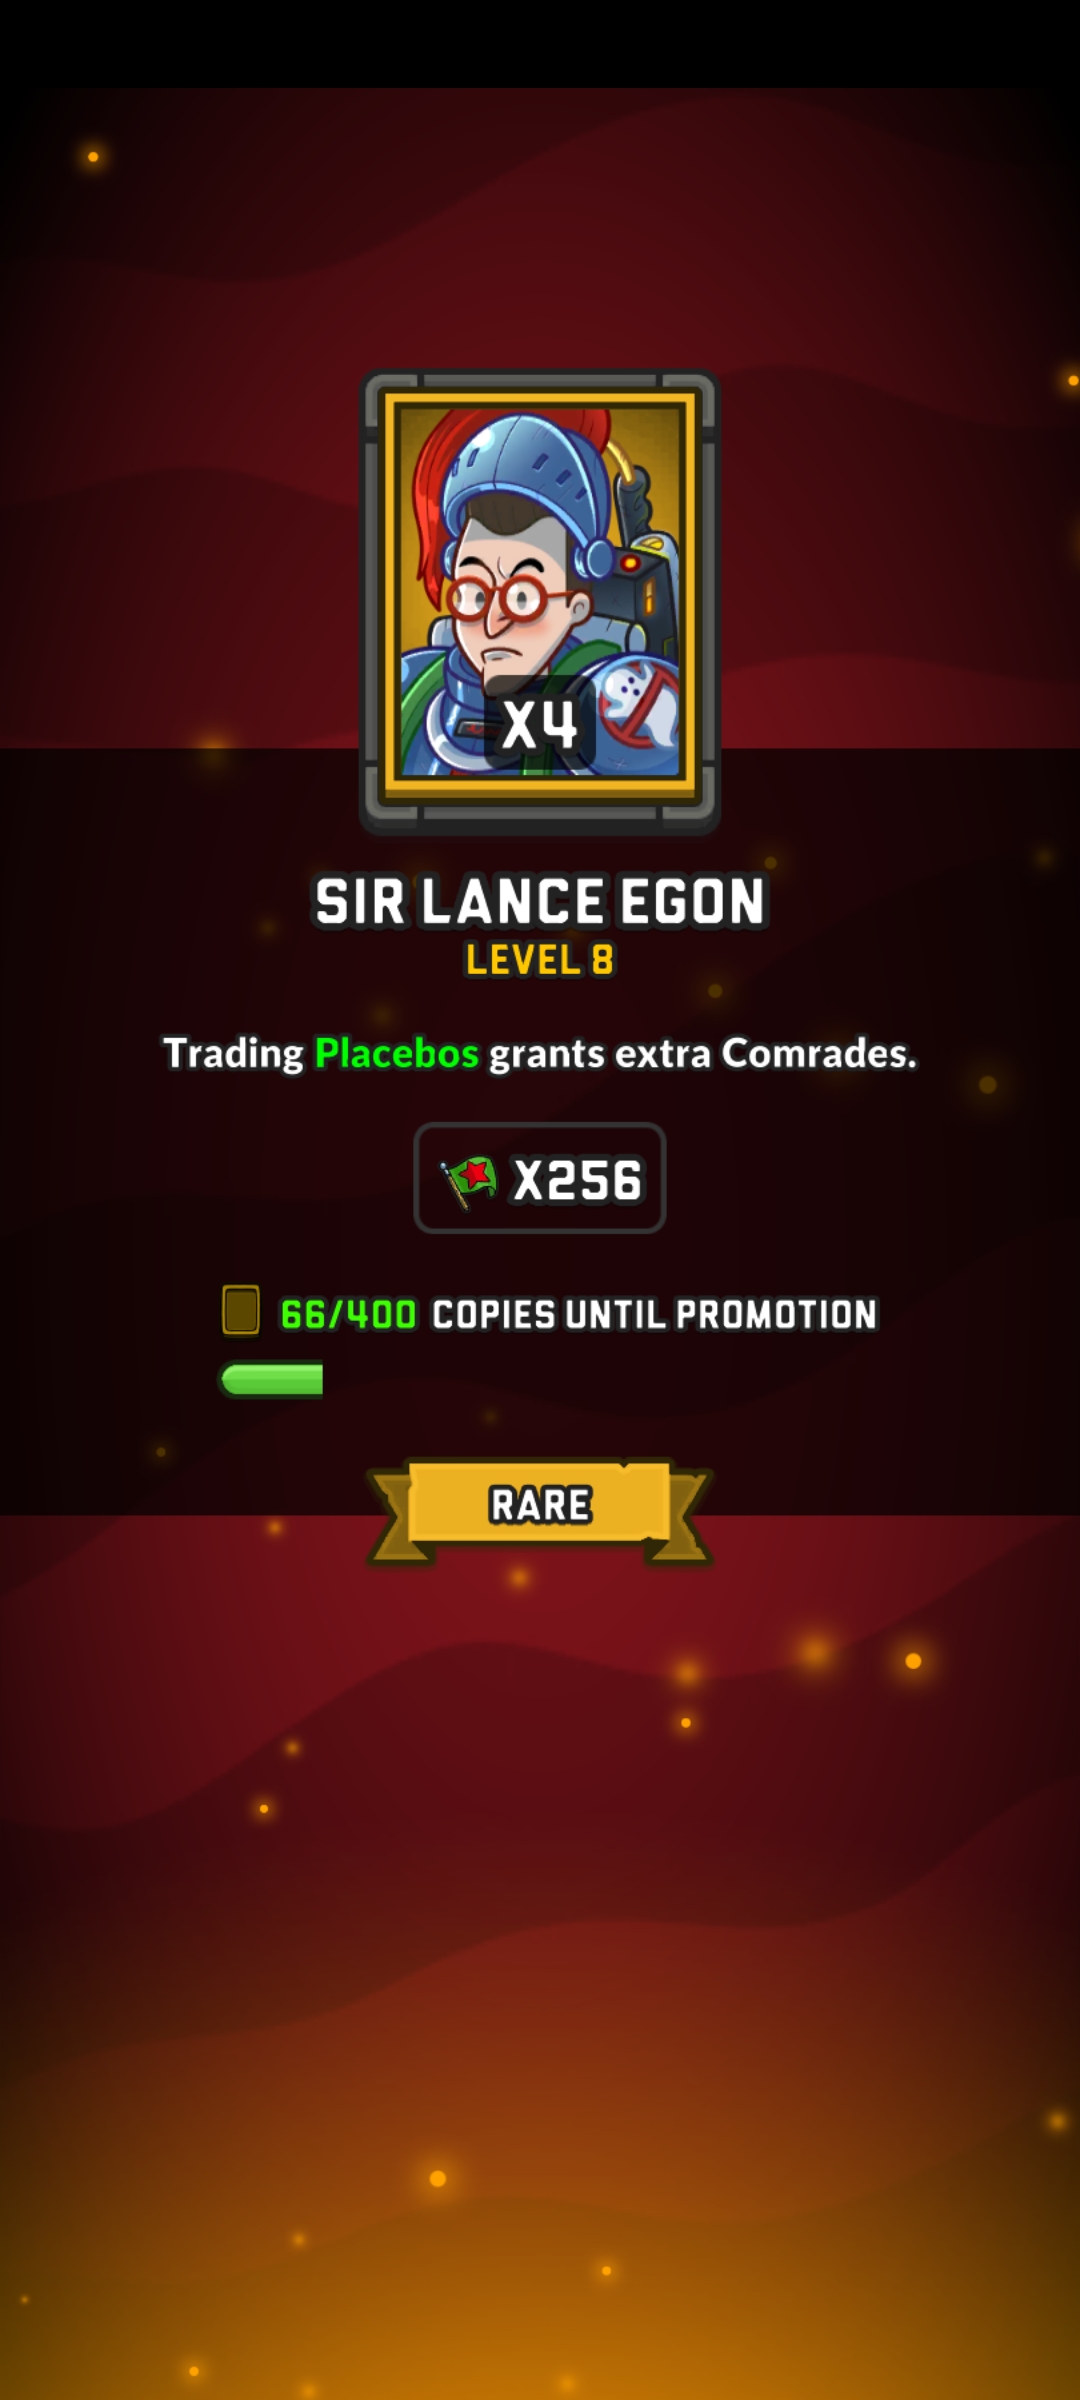 X4
SIR LANCE EGON
LEVEL 8
Trading Placebos grants extra Comrades.
X256
66/400 COPIES UNTIL PROMOTION
RARE